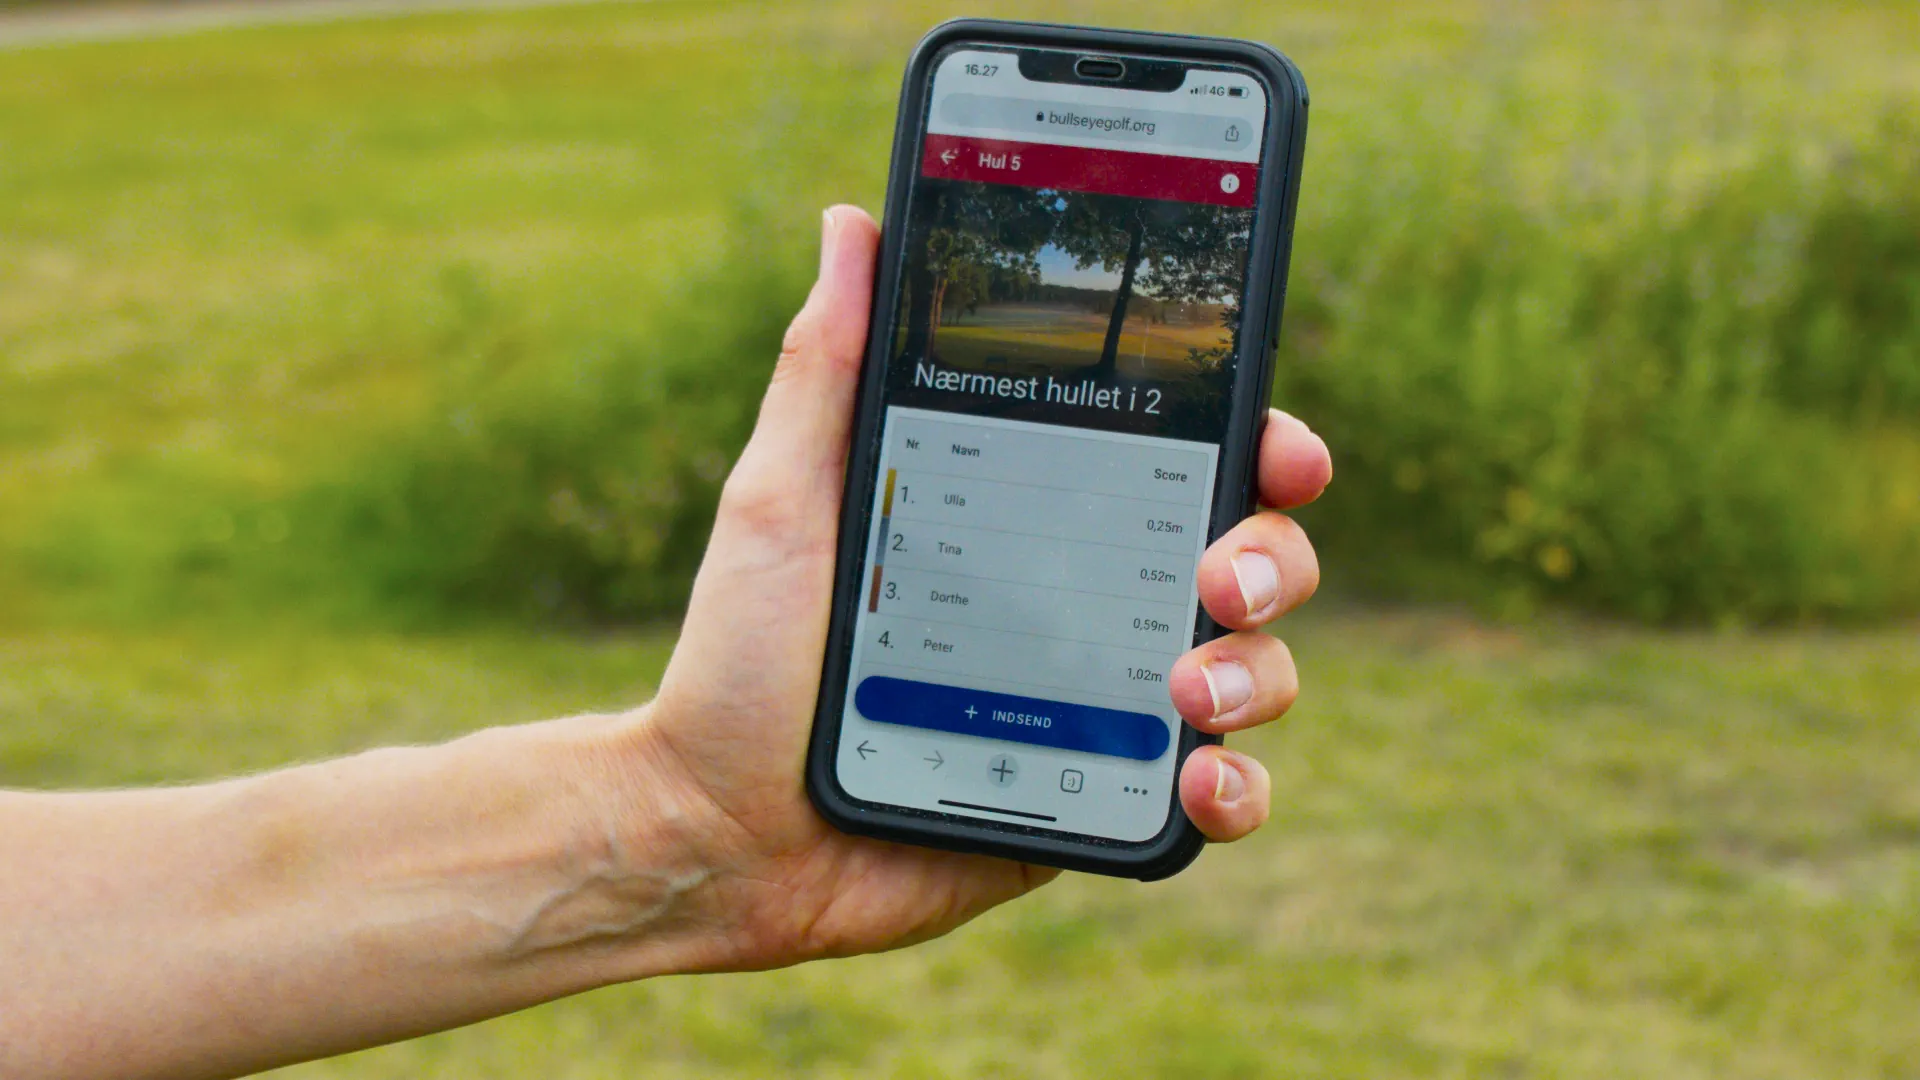 16.27
4G
bullseyegolf.org
Hul 5
Nærmest hullet i 2
Nr. Navn Score
1. Ulla 0,25m
2. Tina 0,52m
3. Dorthe 0,59m
4. Peter 1,02m
+ INDSEND
:)